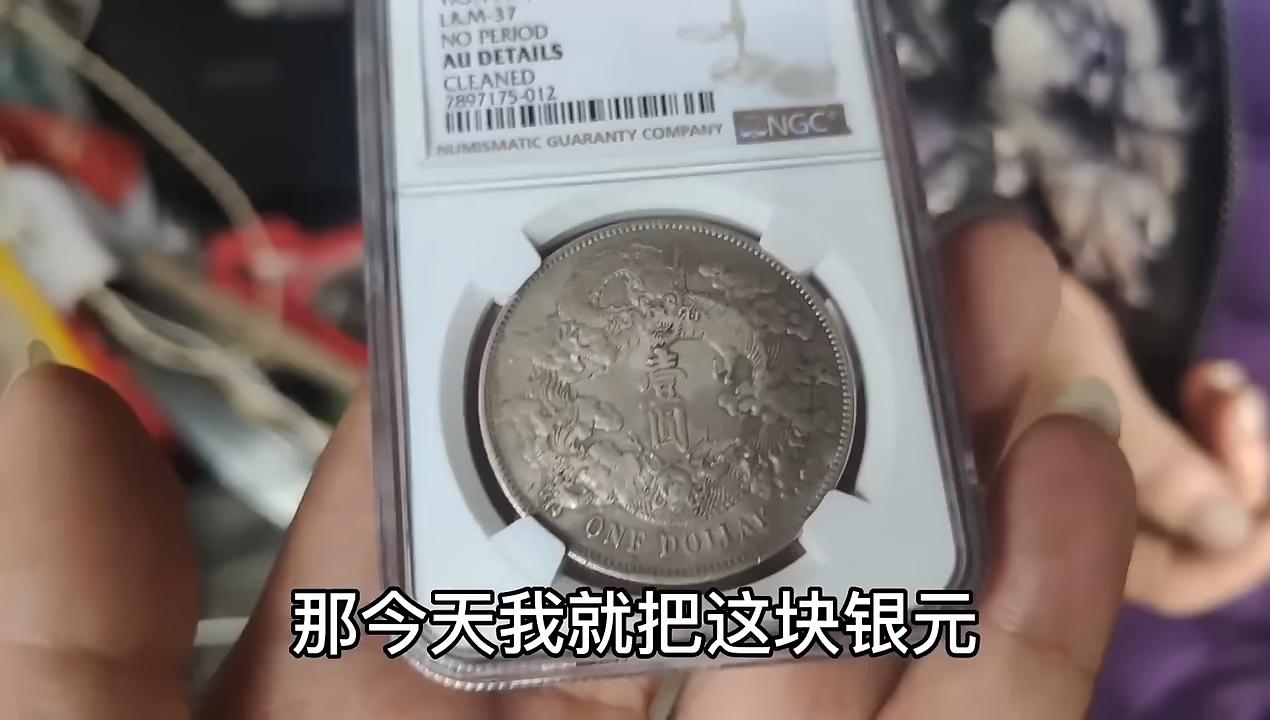 L&M-37
NO PERIOD
AU DETAILS
CLEANED
2897175-012
NGC
NUMISMATIC GUARANTY COMPANY
壹圓
ONE DOLLAR
那今天我就把这块银元